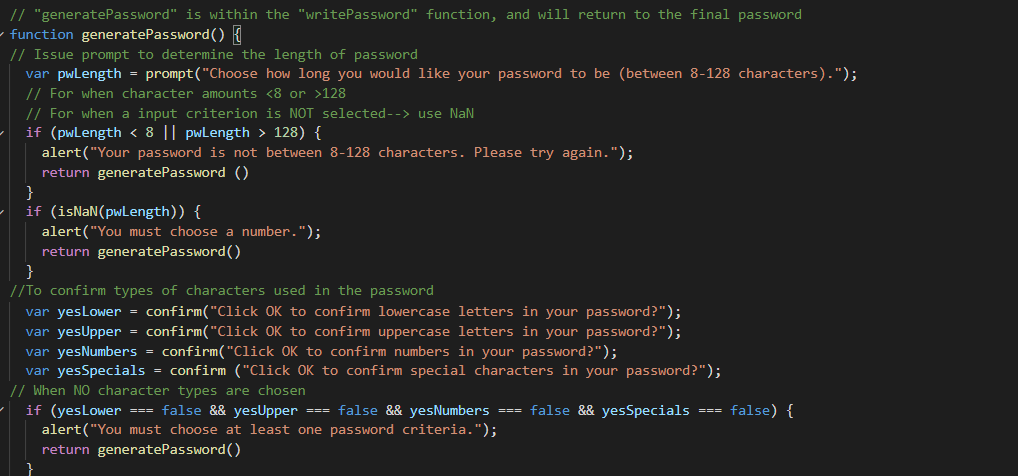 // "generatePassword" is within the "writePassword" function, and will return to the final password
function generatePassword() {
// Issue prompt to determine the length of password
  var pwLength = prompt("Choose how long you would like your password to be (between 8-128 characters).");
  // For when character amounts <8 or >128
  // For when a input criterion is NOT selected--> use NaN
  if (pwLength < 8 || pwLength > 128) {
    alert("Your password is not between 8-128 characters. Please try again.");
    return generatePassword ()
  }
  if (isNaN(pwLength)) {
    alert("You must choose a number.");
    return generatePassword()
  }
//To confirm types of characters used in the password
  var yesLower = confirm("Click OK to confirm lowercase letters in your password?");
  var yesUpper = confirm("Click OK to confirm uppercase letters in your password?");
  var yesNumbers = confirm("Click OK to confirm numbers in your password?");
  var yesSpecials = confirm ("Click OK to confirm special characters in your password?");
// When NO character types are chosen
  if (yesLower === false && yesUpper === false && yesNumbers === false && yesSpecials === false) {
    alert("You must choose at least one password criteria.");
    return generatePassword()
  }